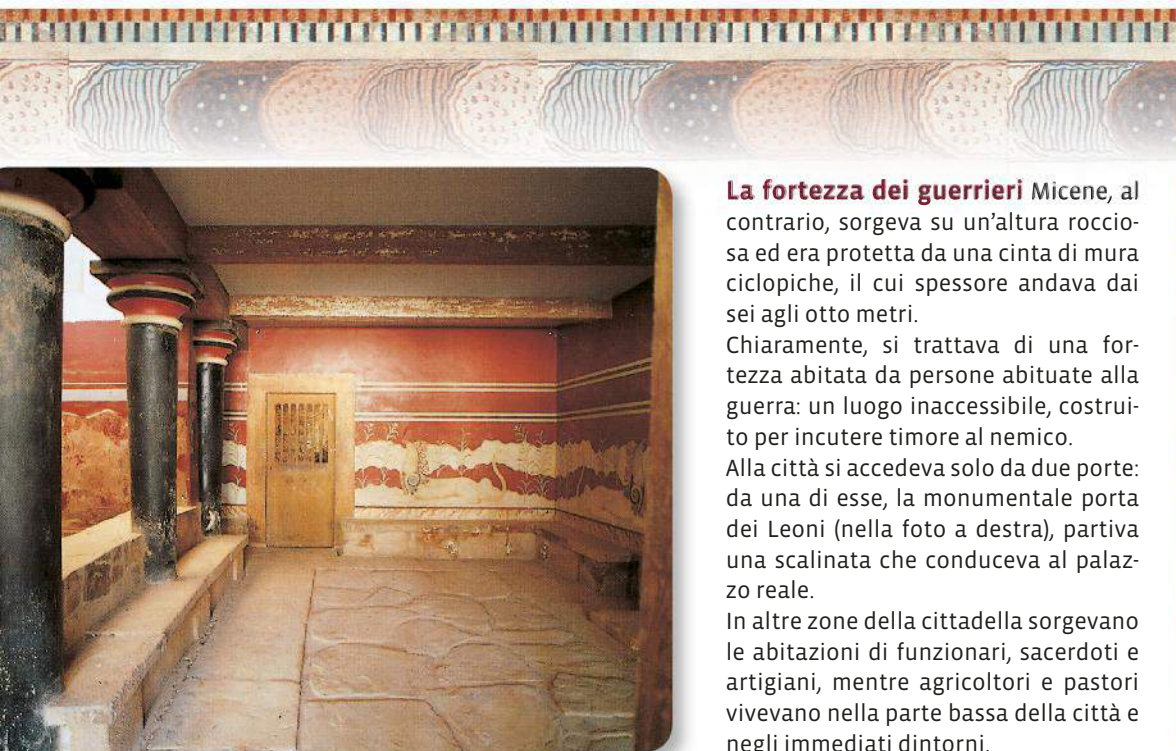 La fortezza dei guerrieri Micene, al
contrario, sorgeva su un'altura roccio-
sa ed era protetta da una cinta di mura
ciclopiche, il cui spessore andava dai
sei agli otto metri.
Chiaramente, si trattava di una for-
tezza abitata da persone abituate alla
guerra: un luogo inaccessibile, costrui-
to per incutere timore al nemico.
Alla città si accedeva solo da due porte:
da una di esse, la monumentale porta
dei Leoni (nella foto a destra), partiva
una scalinata che conduceva al palaz-
zo reale.
In altre zone della cittadella sorgevano
le abitazioni di funzionari, sacerdoti e
artigiani, mentre agricoltori e pastori
vivevano nella parte bassa della città e
negli immediati dintorni.